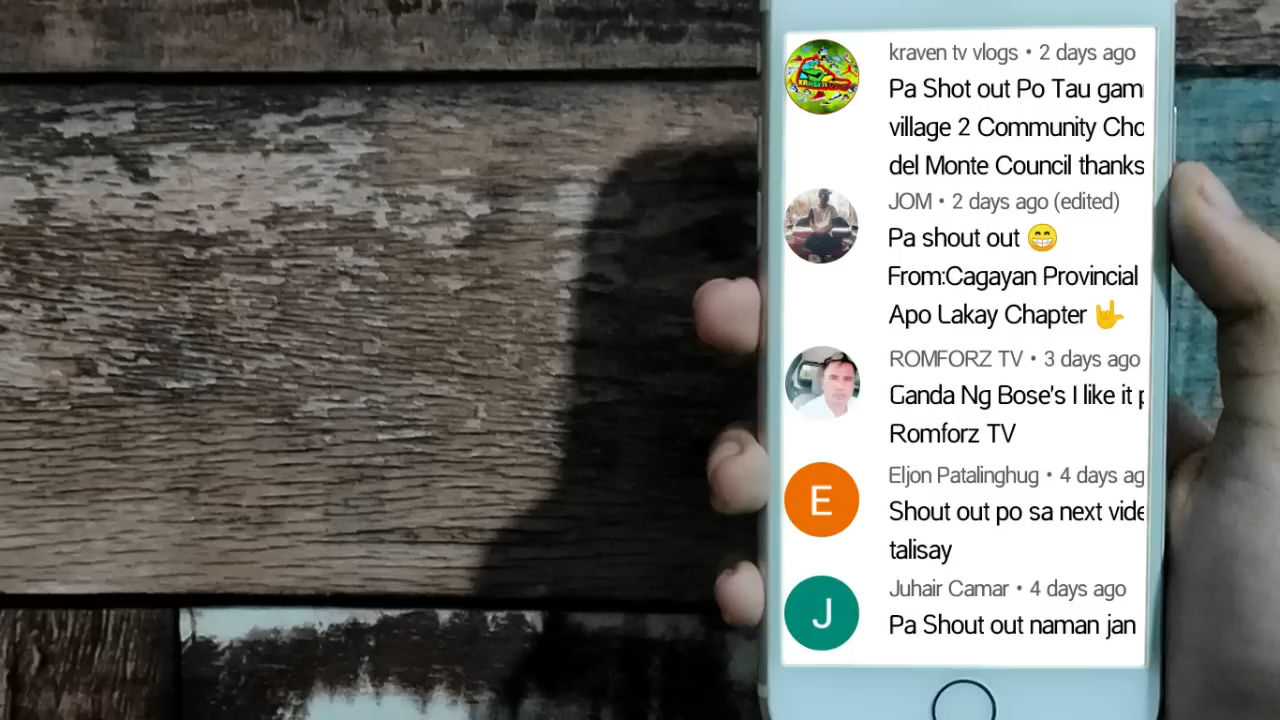 kraven tv vlogs • 2 days ago
Pa Shot out Po Tau gam
village 2 Community Cho
del Monte Council thanks
JOM • 2 days ago (edited)
Pa shout out 😁
From:Cagayan Provincial
Apo Lakay Chapter 🤟
ROMFORZ TV • 3 days ago
Ganda Ng Bose's I like it p
Romforz TV
E
Eljon Patalinghug • 4 days ag
Shout out po sa next vide
talisay
J
Juhair Camar • 4 days ago
Pa Shout out naman jan